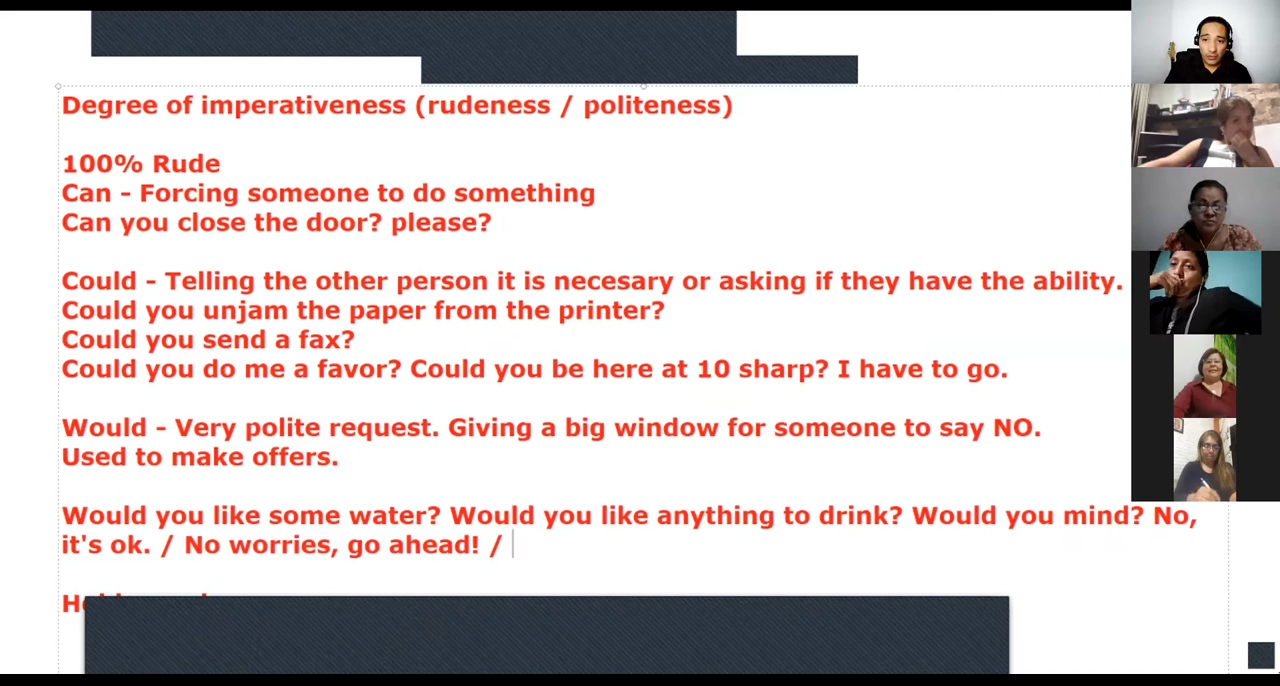 Degree of imperativeness (rudeness / politeness)
100% Rude
Can - Forcing someone to do something
Can you close the door? please?
Could - Telling the other person it is necesary or asking if they have the ability.
Could you unjam the paper from the printer?
Could you send a fax?
Could you do me a favor? Could you be here at 10 sharp? I have to go.
Would - Very polite request. Giving a big window for someone to say NO.
Used to make offers.
Would you like some water? Would you like anything to drink? Would you mind? No,
it's ok. / No worries, go ahead! /